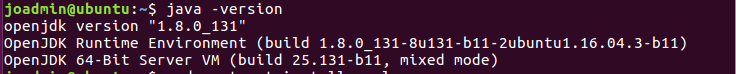 joadmin@ubuntu:~$ java -version
openjdk version "1.8.0_131"
OpenJDK Runtime Environment (build 1.8.0_131-8u131-b11-2ubuntu1.16.04.3-b11)
OpenJDK 64-Bit Server VM (build 25.131-b11, mixed mode)